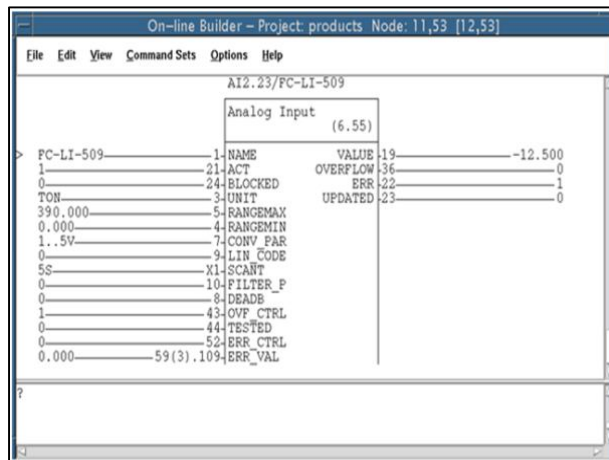 On-line Builder - Project: products Node: 11,53 [12,53]
File Edit View Command Sets Options Help
AI2.23/FC-LI-509
Analog Input
(6.55)
> FC-LI-509 1 NAME VALUE 19 -12.500
1 21 ACT OVERFLOW 36 0
0 24 BLOCKED ERR 22 1
TON 3 UNIT UPDATED 23 0
390.000 5 RANGEMAX
0.000 4 RANGEMIN
1..5V 7 CONV_PAR
0 9 LIN_CODE
5S X1 SCANT
0 10 FILTER_P
0 8 DEADB
1 43 OVF_CTRL
0 44 TESTED
0 52 ERR_CTRL
0.000 59(3).109 ERR_VAL
?